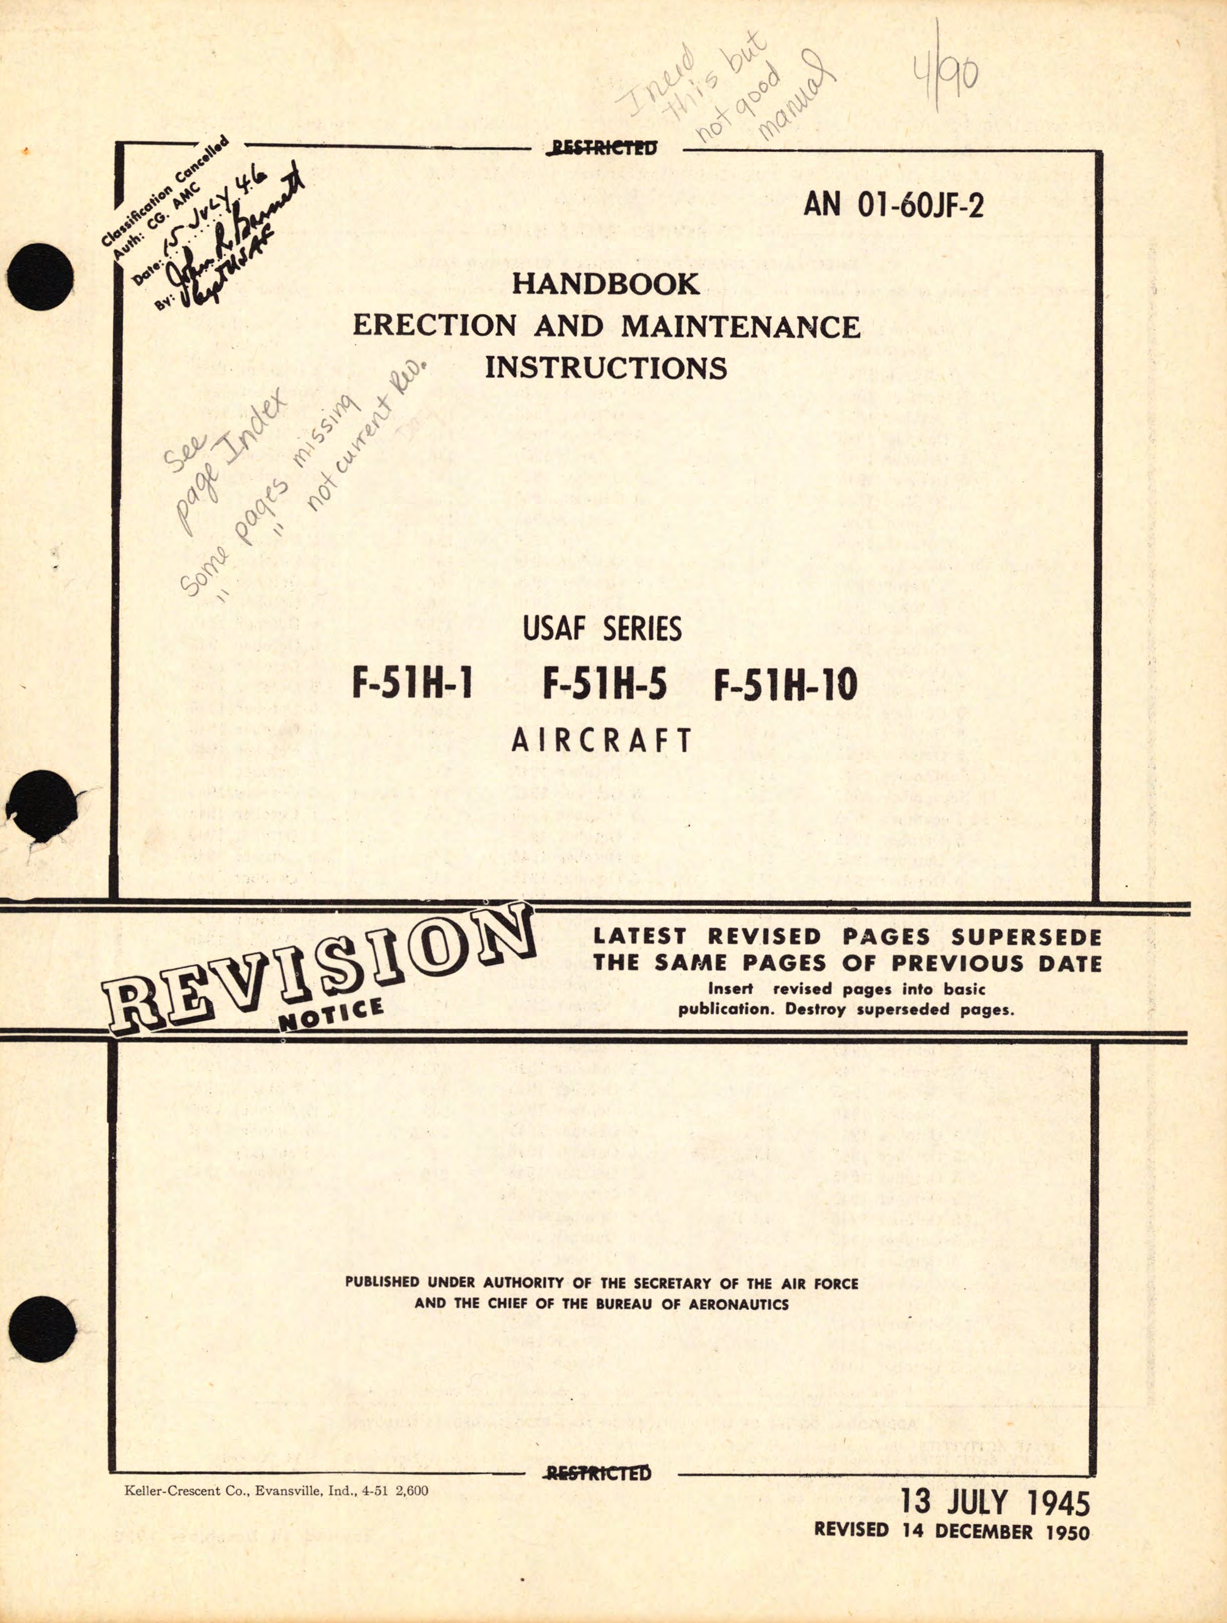 I need
this but
not good
manual
4/90
RESTRICTED
Classification Cancelled
Auth: CG. AMC
Date: 15 JULY 46
By: John R. Barnett
Capt USAF
AN 01-60JF-2
HANDBOOK
ERECTION AND MAINTENANCE
INSTRUCTIONS
See
page Index
Some pages missing
" " not current Rev.
USAF SERIES
F-51H-1 F-51H-5 F-51H-10
AIRCRAFT
REVISION
NOTICE
LATEST REVISED PAGES SUPERSEDE
THE SAME PAGES OF PREVIOUS DATE
Insert revised pages into basic
publication. Destroy superseded pages.
PUBLISHED UNDER AUTHORITY OF THE SECRETARY OF THE AIR FORCE
AND THE CHIEF OF THE BUREAU OF AERONAUTICS
RESTRICTED
Keller-Crescent Co., Evansville, Ind., 4-51 2,600
13 JULY 1945
REVISED 14 DECEMBER 1950